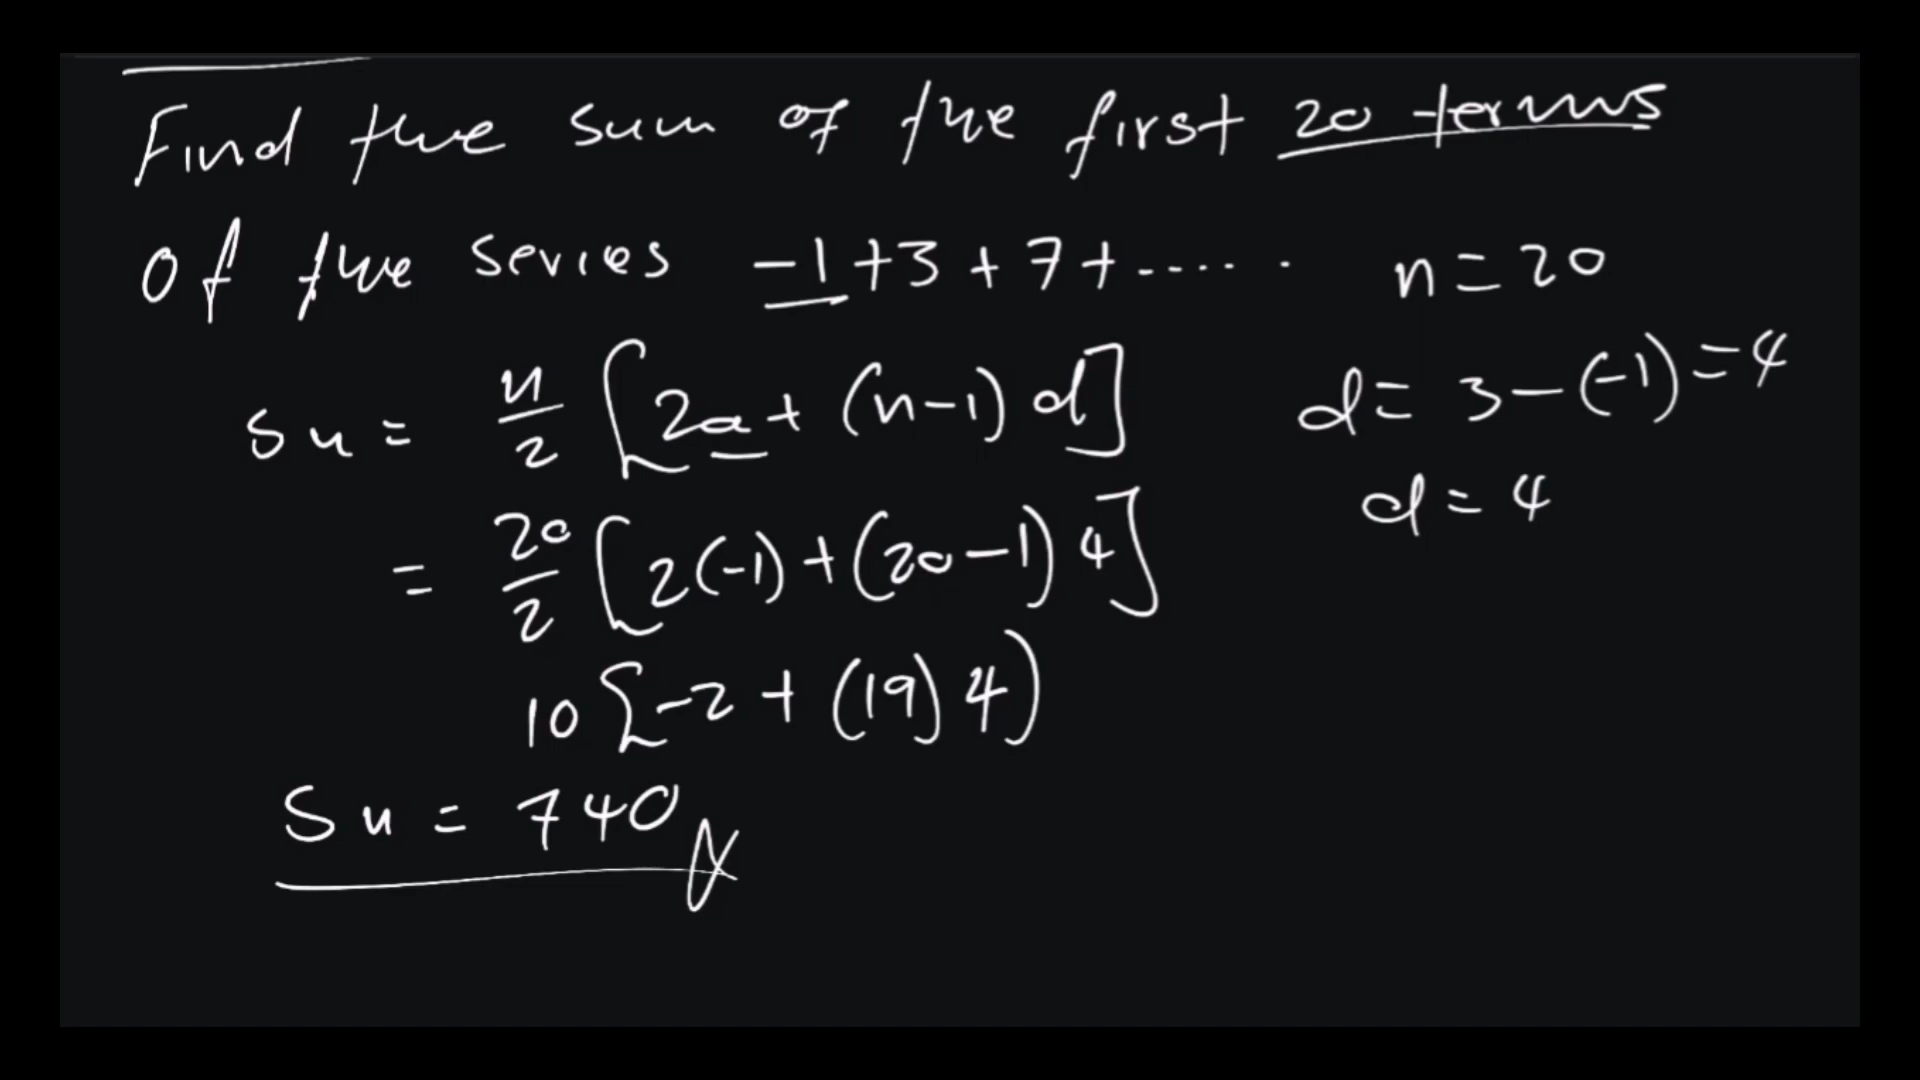 Find the sum of the first 20 terms
of the series -1+3+7+...... n=20
Sn = n/2 [2a+(n-1)d] d= 3-(-1)=4
= 20/2 [2(-1)+(20-1)4] d=4
10[-2+(19)4)
Sn = 740